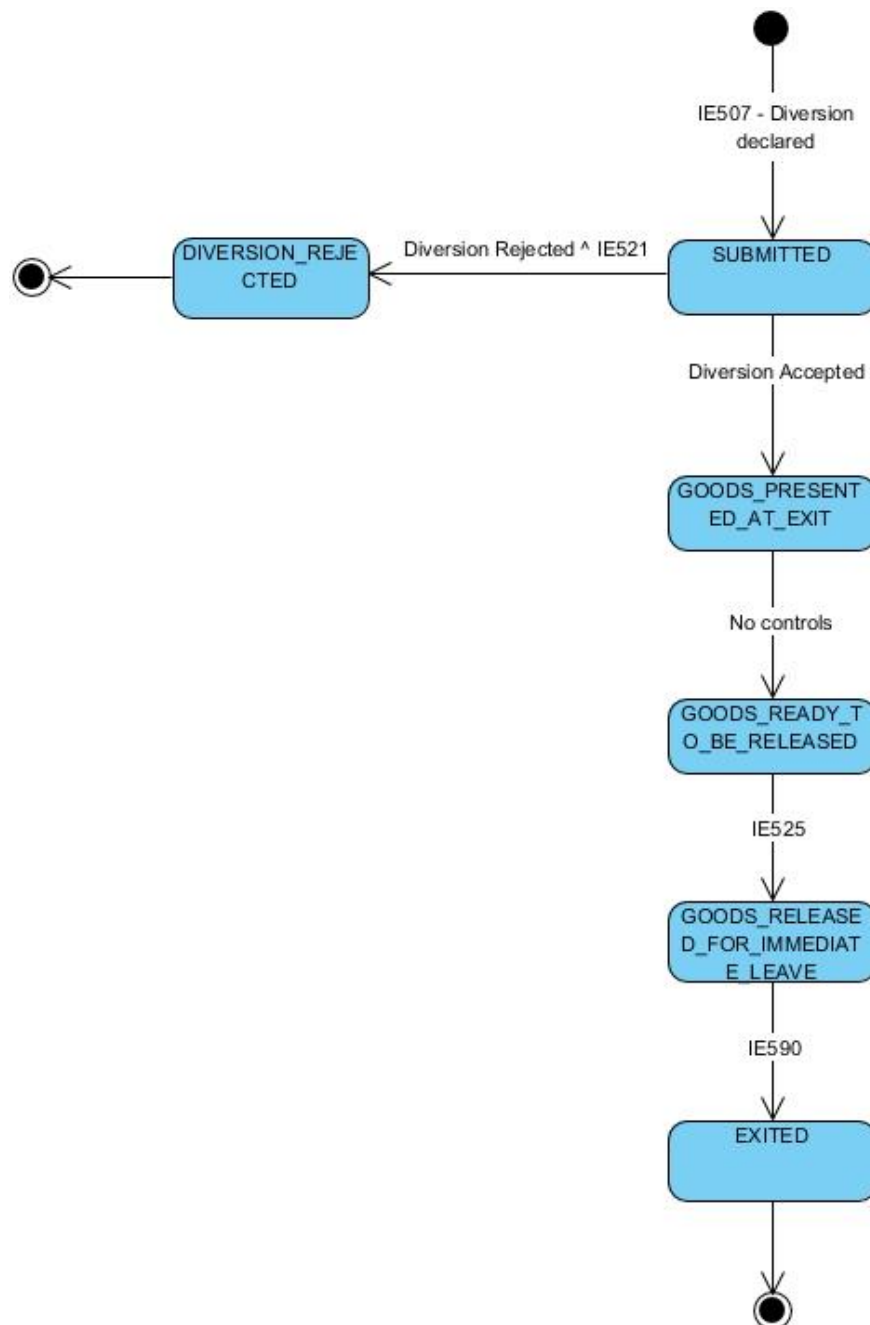 IE507 - Diversion
declared
DIVERSION_REJE
CTED
Diversion Rejected ^ IE521
SUBMITTED
Diversion Accepted
GOODS_PRESENT
ED_AT_EXIT
No controls
GOODS_READY_T
O_BE_RELEASED
IE525
GOODS_RELEASE
D_FOR_IMMEDIAT
E_LEAVE
IE590
EXITED